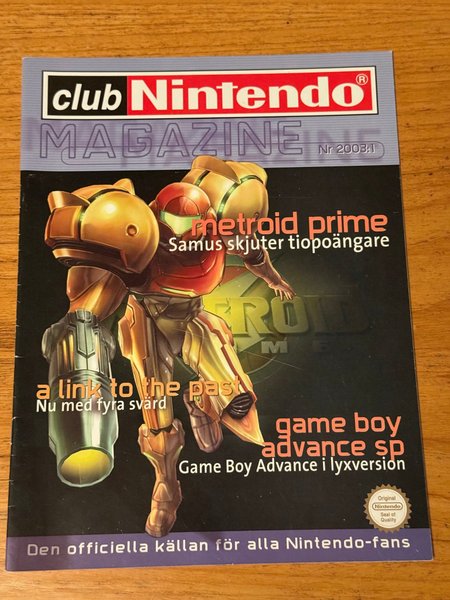 club Nintendo®
MAGAZINE
Nr 2003:1
metroid prime
Samus skjuter tiopoängare
a link to the past
Nu med fyra svärd
game boy
advance sp
Game Boy Advance i lyxversion
Original
Nintendo
Seal of
Quality
Den officiella källan för alla Nintendo-fans